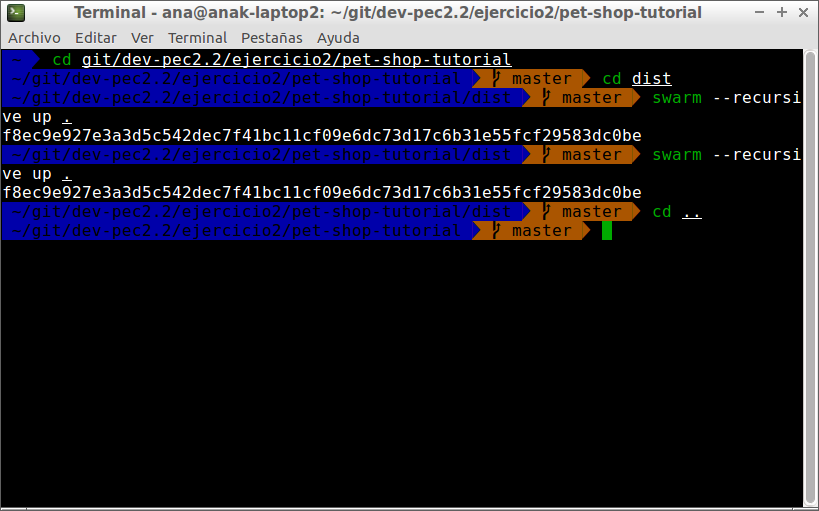 Terminal - ana@anak-laptop2: ~/git/dev-pec2.2/ejercicio2/pet-shop-tutorial
Archivo Editar Ver Terminal Pestañas Ayuda
~ cd git/dev-pec2.2/ejercicio2/pet-shop-tutorial
~/git/dev-pec2.2/ejercicio2/pet-shop-tutorial master cd dist
~/git/dev-pec2.2/ejercicio2/pet-shop-tutorial/dist master swarm --recursi
ve up .
f8ec9e927e3a3d5c542dec7f41bc11cf09e6dc73d17c6b31e55fcf29583dc0be
~/git/dev-pec2.2/ejercicio2/pet-shop-tutorial/dist master swarm --recursi
ve up .
f8ec9e927e3a3d5c542dec7f41bc11cf09e6dc73d17c6b31e55fcf29583dc0be
~/git/dev-pec2.2/ejercicio2/pet-shop-tutorial/dist master cd ..
~/git/dev-pec2.2/ejercicio2/pet-shop-tutorial master